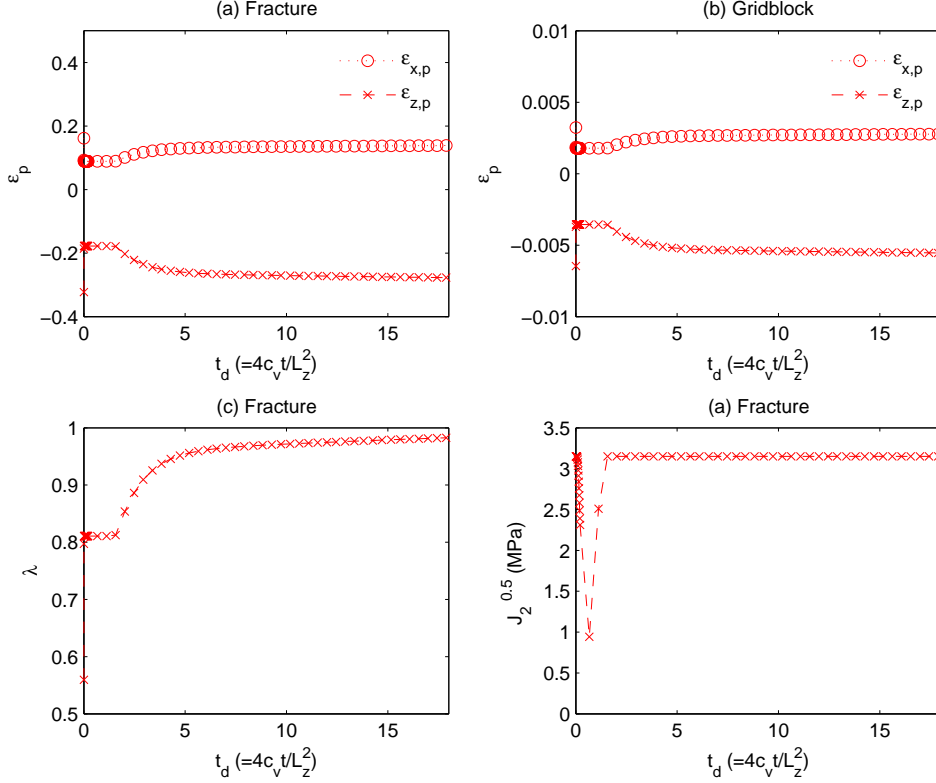 (a) Fracture
0.4
0.2
0
−0.2
−0.4
ε_p
ε_{x,p}
ε_{z,p}
0 5 10 15
t_d (=4c_v t/L_z^2)
(b) Gridblock
0.01
0.005
0
−0.005
−0.01
ε_p
ε_{x,p}
ε_{z,p}
0 5 10 15
t_d (=4c_v t/L_z^2)
(c) Fracture
1
0.9
0.8
0.7
0.6
0.5
λ
0 5 10 15
t_d (=4c_v t/L_z^2)
(a) Fracture
3.5
3
2.5
2
1.5
1
0.5
0
J_2^{0.5} (MPa)
0 5 10 15
t_d (=4c_v t/L_z^2)